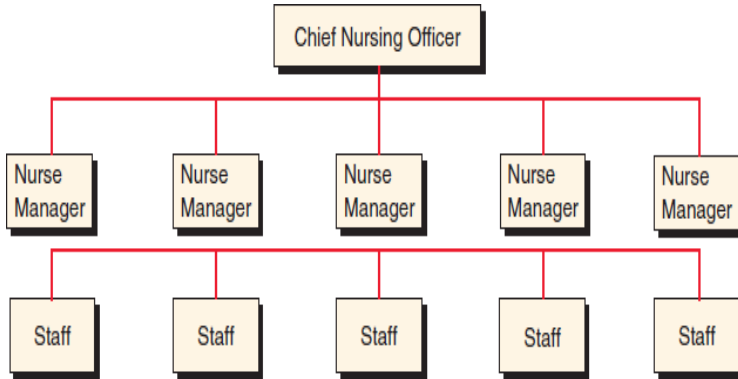 Chief Nursing Officer
Nurse
Manager
Nurse
Manager
Nurse
Manager
Nurse
Manager
Nurse
Manager
Staff
Staff
Staff
Staff
Staff